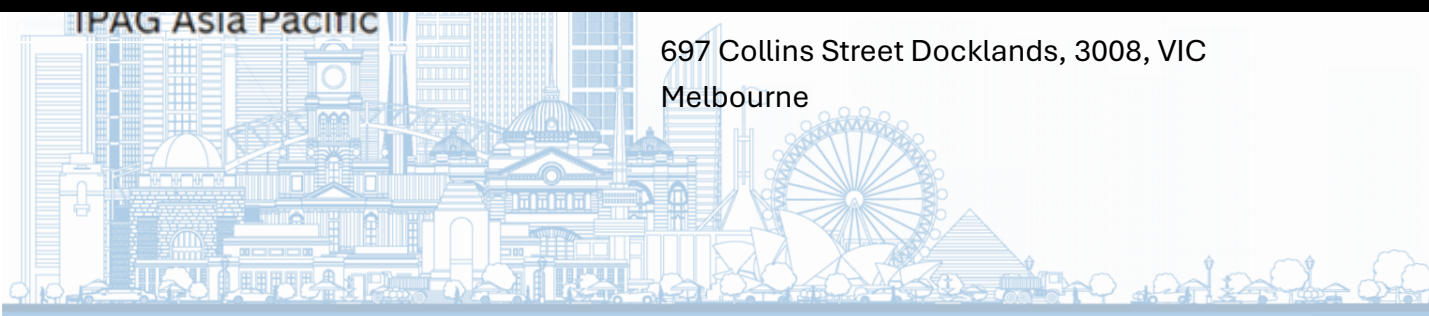 IPAG Asia Pacific
697 Collins Street Docklands, 3008, VIC
Melbourne